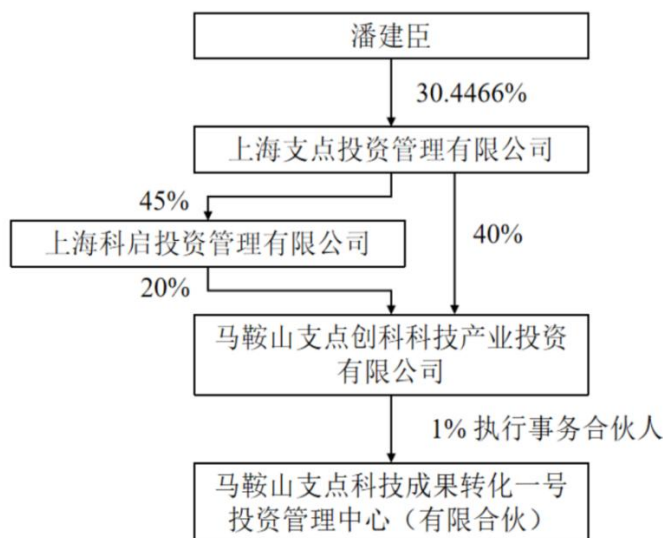 潘建臣
30.4466%
上海支点投资管理有限公司
45%
上海科启投资管理有限公司
40%
20%
马鞍山支点创科科技产业投资
有限公司
1% 执行事务合伙人
马鞍山支点科技成果转化一号
投资管理中心（有限合伙）